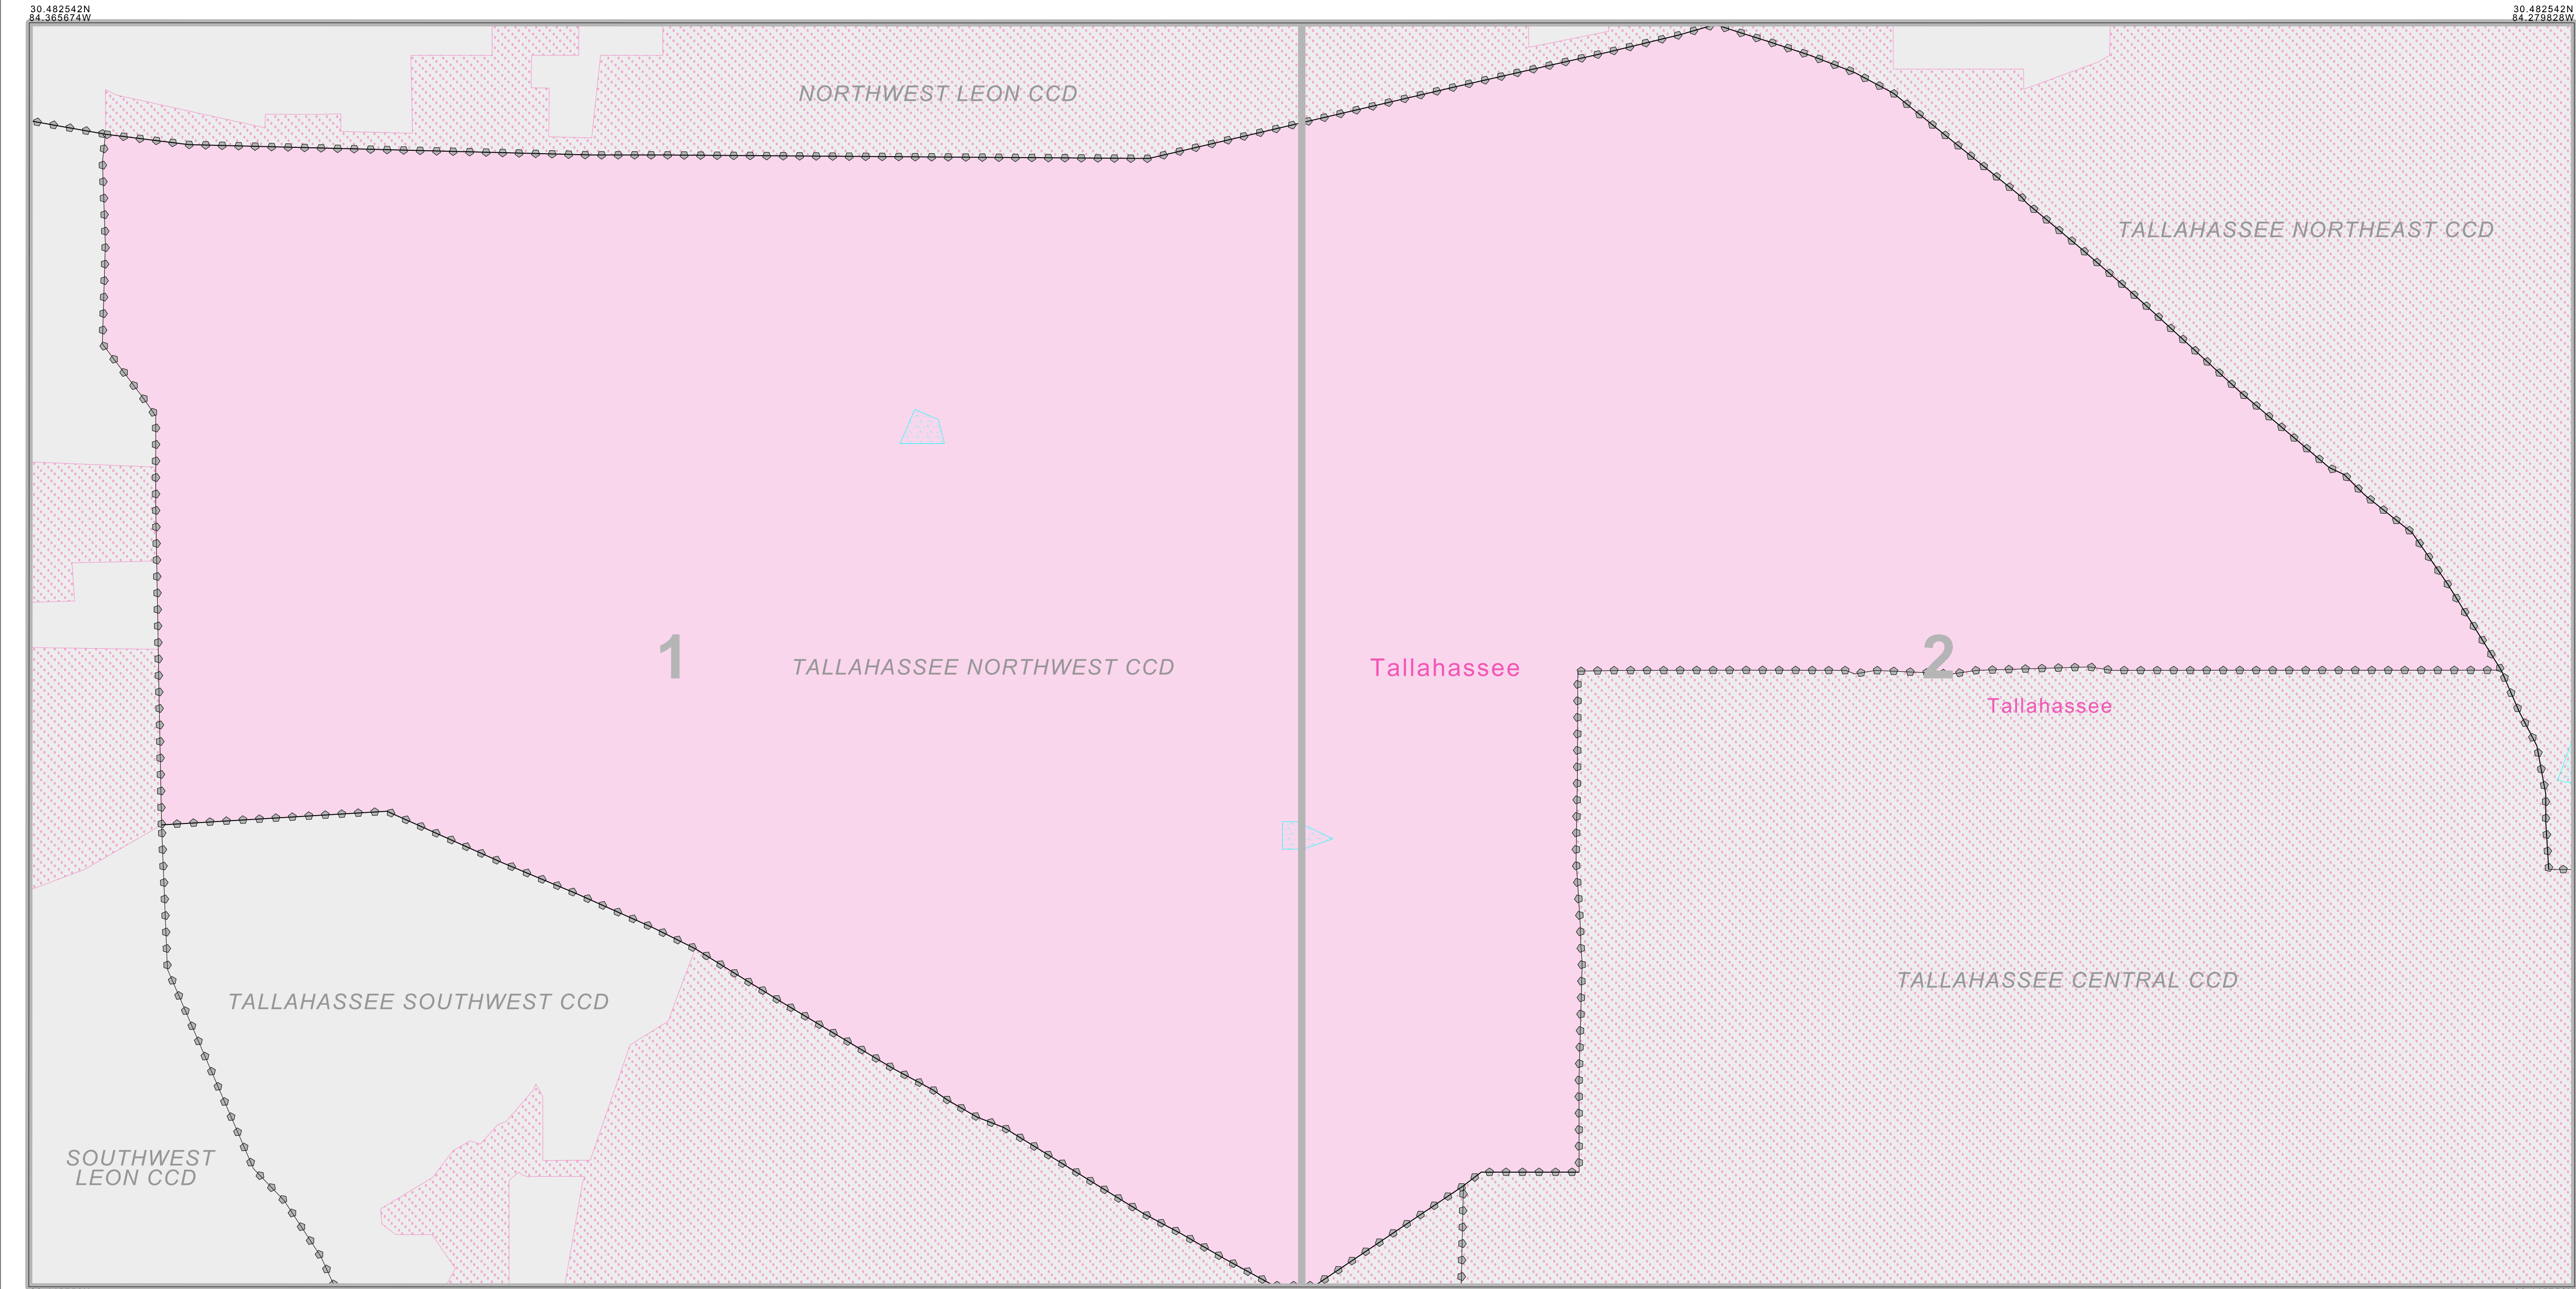 30.482542N
84.365674W
30.482542N
84.279828W
NORTHWEST LEON CCD
TALLAHASSEE NORTHEAST CCD
1
TALLAHASSEE NORTHWEST CCD
Tallahassee
2
Tallahassee
TALLAHASSEE CENTRAL CCD
TALLAHASSEE SOUTHWEST CCD
SOUTHWEST
LEON CCD